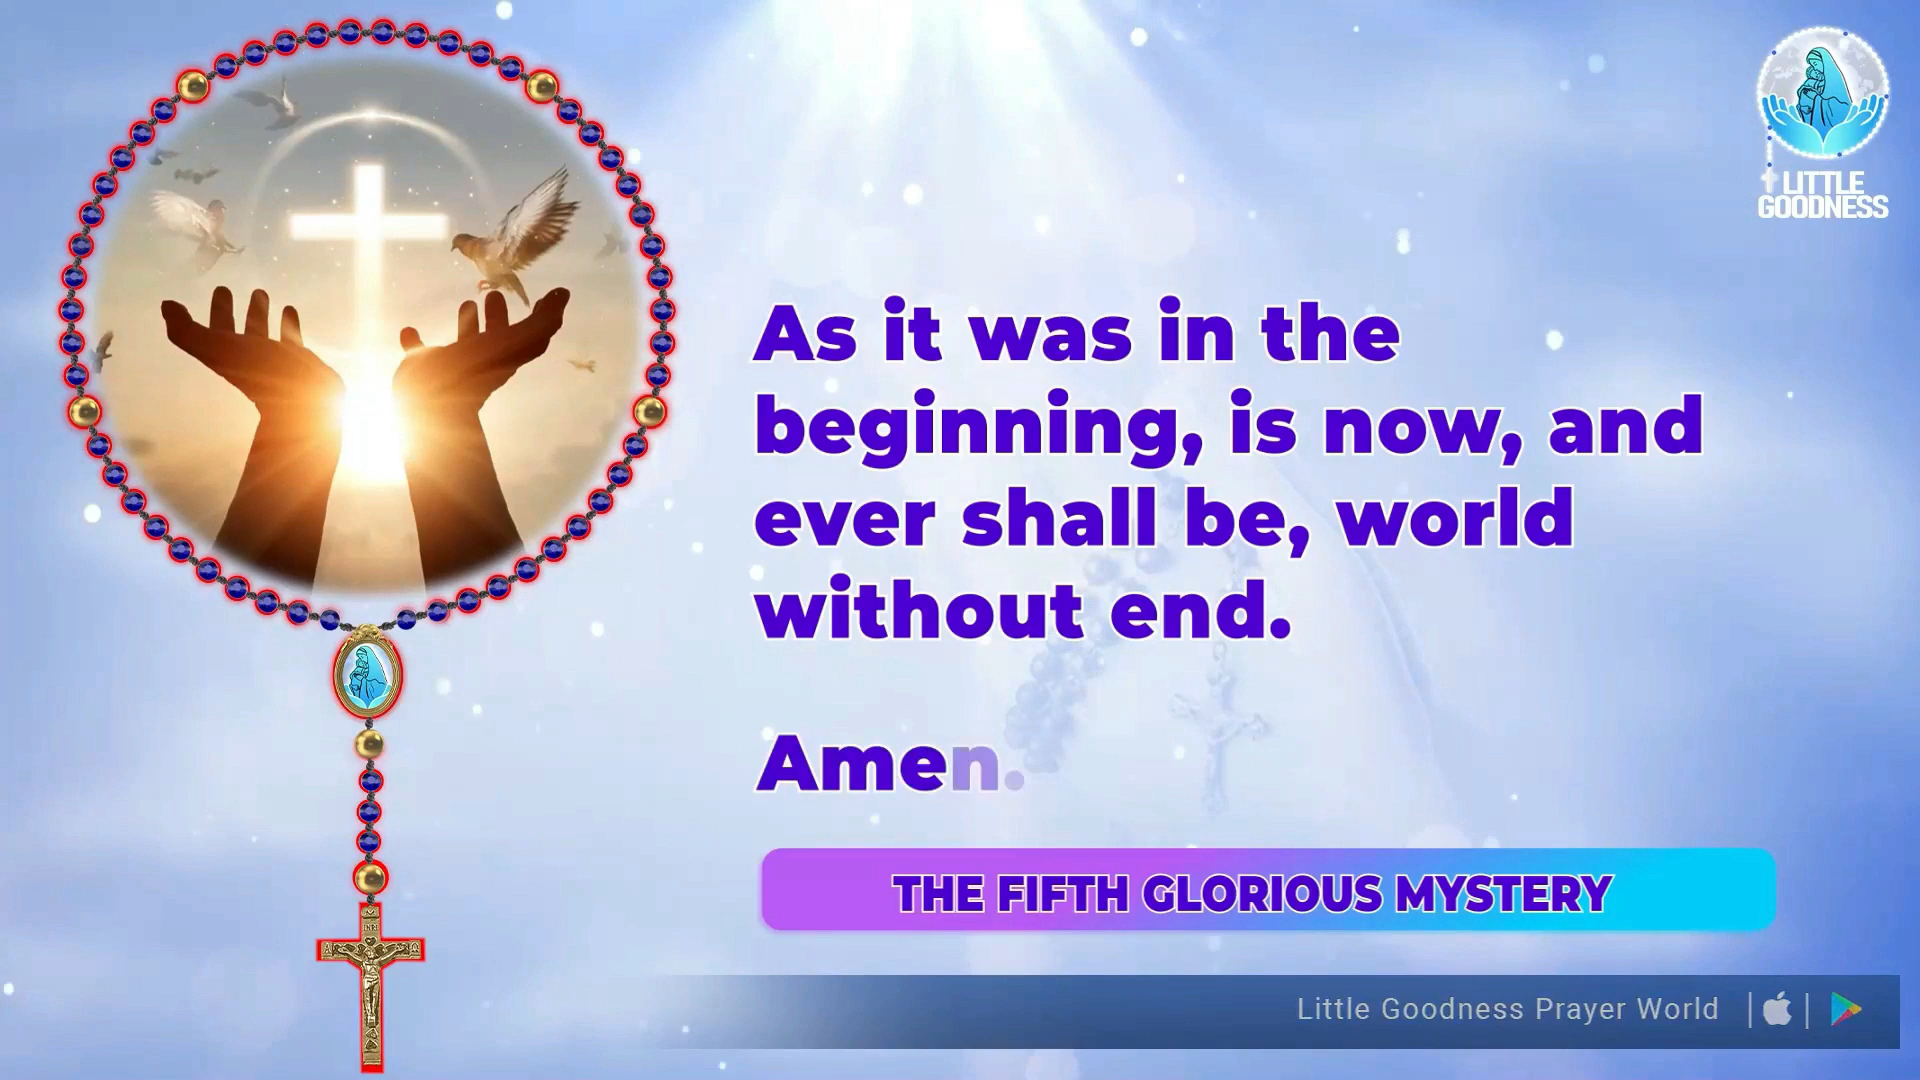 LITTLE
GOODNESS
As it was in the
beginning, is now, and
ever shall be, world
without end.
Amen.
THE FIFTH GLORIOUS MYSTERY
INRI
Little Goodness Prayer World